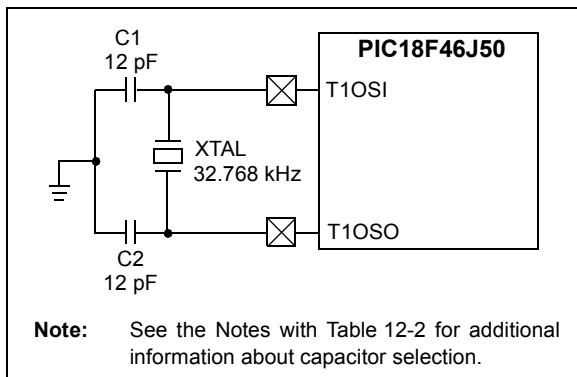 C1
12 pF
PIC18F46J50
T1OSI
XTAL
32.768 kHz
T1OSO
C2
12 pF
Note: See the Notes with Table 12-2 for additional
information about capacitor selection.